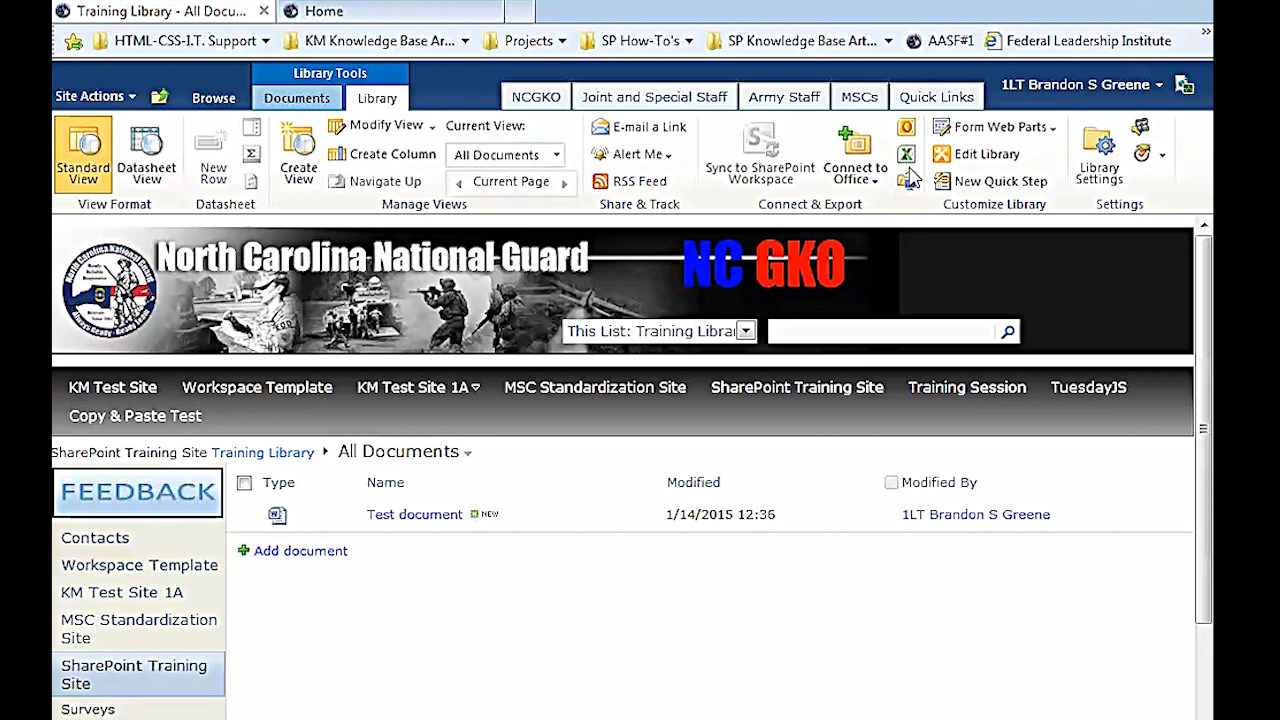 Training Library - All Docu... Home
HTML-CSS-I.T. Support KM Knowledge Base Ar... Projects SP How-To's SP Knowledge Base Art... AASF#1 Federal Leadership Institute
Library Tools
Site Actions Browse Documents Library NCGKO Joint and Special Staff Army Staff MSCs Quick Links 1LT Brandon S Greene
Standard View
Datasheet View
View Format
New Row
Datasheet
Create View
Modify View
Create Column
Navigate Up
Current View:
All Documents
Current Page
Manage Views
E-mail a Link
Alert Me
RSS Feed
Share & Track
Sync to SharePoint Workspace
Connect to Office
Connect & Export
Form Web Parts
Edit Library
New Quick Step
Customize Library
Library Settings
Settings
North Carolina National Guard NC GKO
This List: Training Librar
KM Test Site Workspace Template KM Test Site 1A MSC Standardization Site SharePoint Training Site Training Session TuesdayJS
Copy & Paste Test
SharePoint Training Site Training Library All Documents
FEEDBACK
Contacts
Workspace Template
KM Test Site 1A
MSC Standardization
Site
SharePoint Training
Site
Surveys
Type Name Modified Modified By
Test document NEW 1/14/2015 12:36 1LT Brandon S Greene
Add document